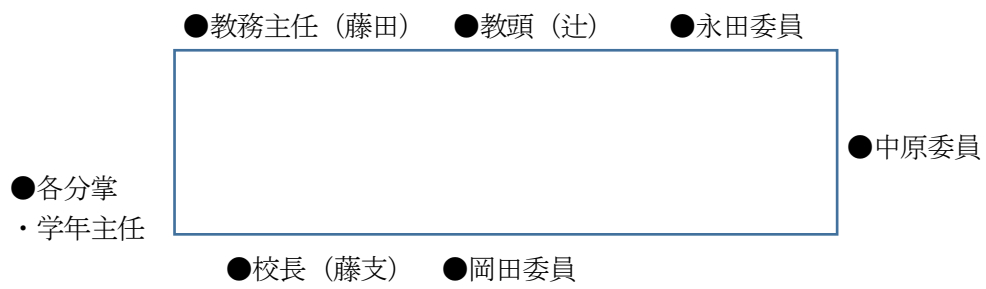 ●教務主任（藤田） ●教頭（辻） ●永田委員
●中原委員
●各分掌
・学年主任
●校長（藤支） ●岡田委員